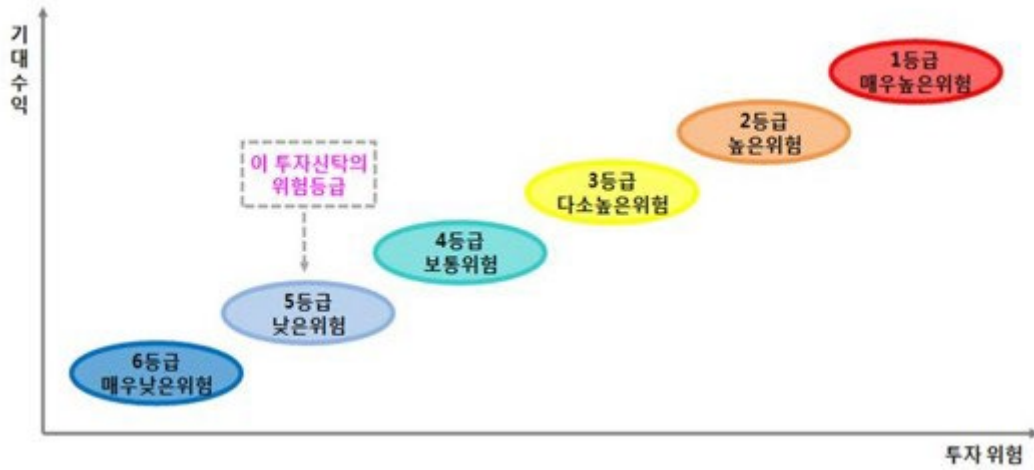 기대수익
1등급
매우높은위험
2등급
높은위험
이 투자신탁의
위험등급
3등급
다소높은위험
4등급
보통위험
5등급
낮은위험
6등급
매우낮은위험
투자 위험